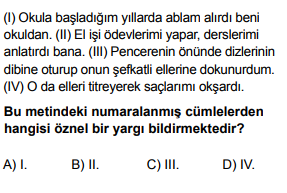 (I) Okula başladığım yıllarda ablam alırdı beni
okuldan. (II) El işi ödevlerimi yapar, derslerimi
anlatırdı bana. (III) Pencerenin önünde dizlerinin
dibine oturup onun şefkatli ellerine dokunurdum.
(IV) O da elleri titreyerek saçlarımı okşardı.
Bu metindeki numaralanmış cümlelerden
hangisi öznel bir yargı bildirmektedir?
A) I. B) II. C) III. D) IV.